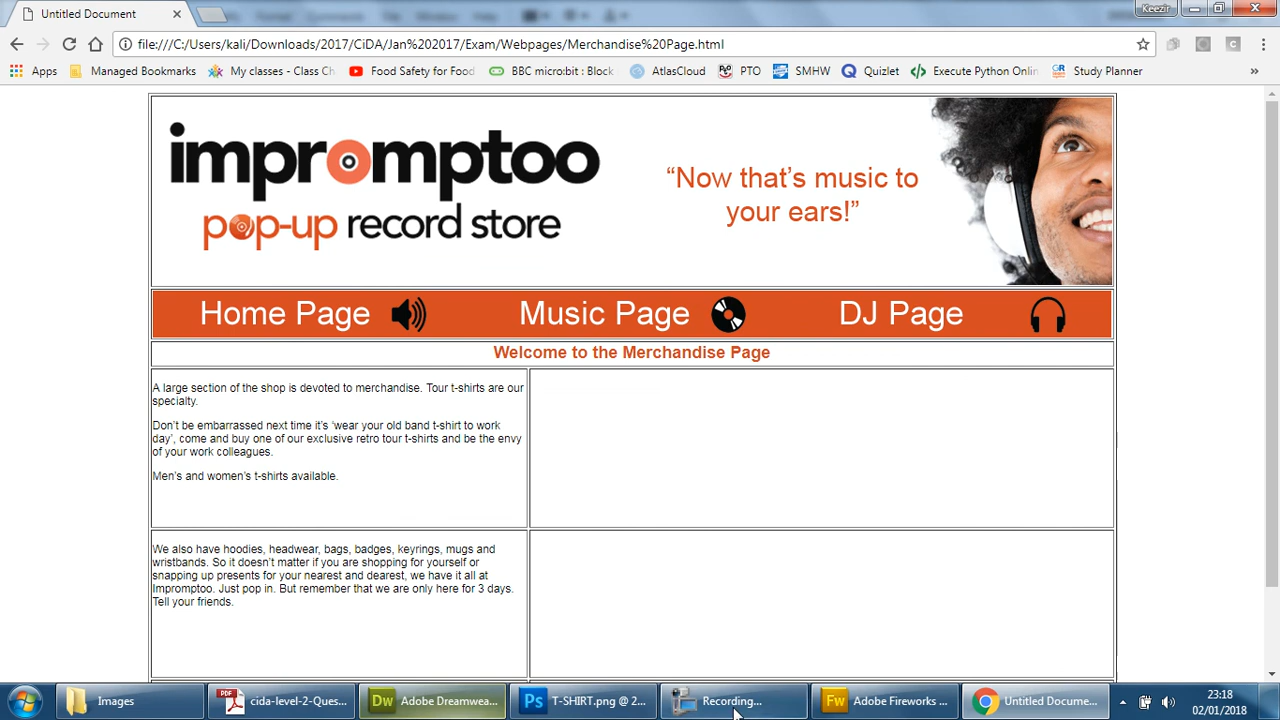 Untitled Document
Keezir
file:///C:/Users/kali/Downloads/2017/CiDA/Jan%202017/Exam/Webpages/Merchandise%20Page.html
Apps
Managed Bookmarks
My classes - Class Ch
Food Safety for Food
BBC micro:bit : Block
AtlasCloud
PTO
SMHW
Quizlet
Execute Python Onlin
Study Planner
»
impromptoo
pop-up record store
“Now that’s music to
your ears!”
Home Page
Music Page
DJ Page
Welcome to the Merchandise Page
A large section of the shop is devoted to merchandise. Tour t-shirts are our
specialty.
Don’t be embarrassed next time it’s ‘wear your old band t-shirt to work
day’, come and buy one of our exclusive retro tour t-shirts and be the envy
of your work colleagues.
Men’s and women’s t-shirts available.
We also have hoodies, headwear, bags, badges, keyrings, mugs and
wristbands. So it doesn’t matter if you are shopping for yourself or
snapping up presents for your nearest and dearest, we have it all at
Impromptoo. Just pop in. But remember that we are only here for 3 days.
Tell your friends.
Images
cida-level-2-Ques...
Dw
Adobe Dreamwea...
Ps
T-SHIRT.png @ 2...
Recording...
Fw
Adobe Fireworks ...
Untitled Docume...
23:18
02/01/2018